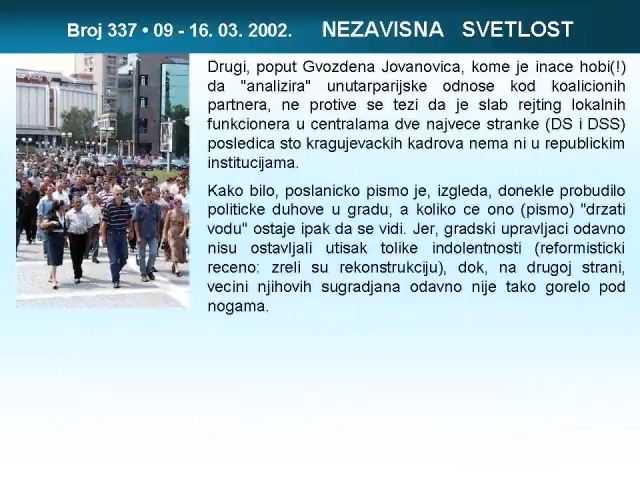 Broj 337 • 09 - 16. 03. 2002. NEZAVISNA SVETLOST
Drugi, poput Gvozdena Jovanovica, kome je inace hobi(!)
da "analizira" unutarparijske odnose kod koalicionih
partnera, ne protive se tezi da je slab rejting lokalnih
funkcionera u centralama dve najvece stranke (DS i DSS)
posledica sto kragujevackih kadrova nema ni u republickim
institucijama.
Kako bilo, poslanicko pismo je, izgleda, donekle probudilo
politicke duhove u gradu, a koliko ce ono (pismo) "drzati
vodu" ostaje ipak da se vidi. Jer, gradski upravljaci odavno
nisu ostavljali utisak tolike indolentnosti (reformisticki
receno: zreli su rekonstrukciju), dok, na drugoj strani,
vecini njihovih sugradjana odavno nije tako gorelo pod
nogama.